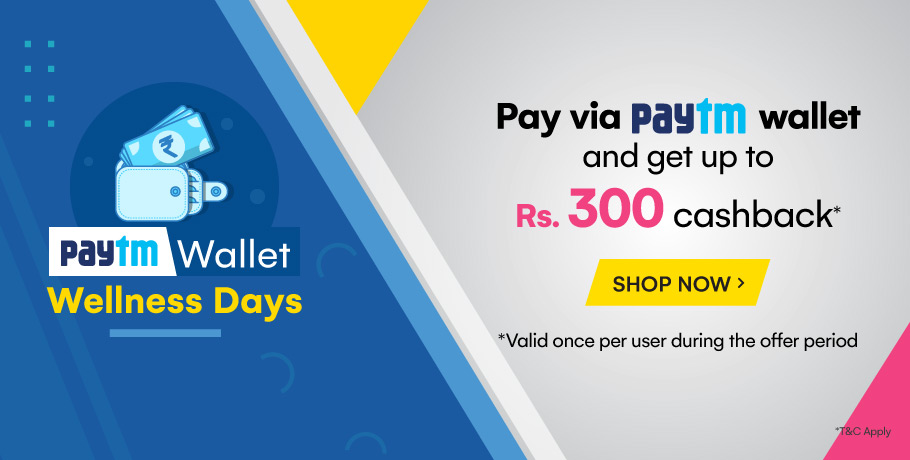 paytm Wallet
Wellness Days
Pay via paytm wallet
and get up to
Rs. 300 cashback*
SHOP NOW >
*Valid once per user during the offer period
*T&C Apply